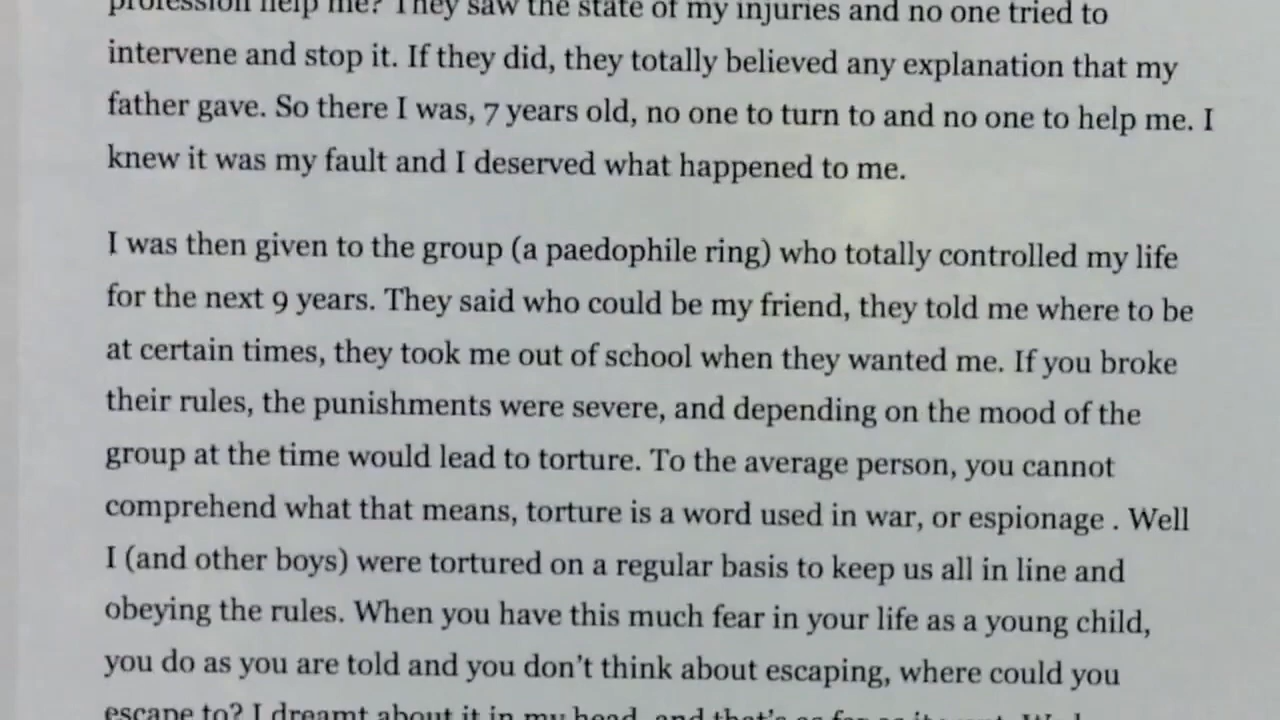 profession help me? They saw the state of my injuries and no one tried to
intervene and stop it. If they did, they totally believed any explanation that my
father gave. So there I was, 7 years old, no one to turn to and no one to help me. I
knew it was my fault and I deserved what happened to me.
I was then given to the group (a paedophile ring) who totally controlled my life
for the next 9 years. They said who could be my friend, they told me where to be
at certain times, they took me out of school when they wanted me. If you broke
their rules, the punishments were severe, and depending on the mood of the
group at the time would lead to torture. To the average person, you cannot
comprehend what that means, torture is a word used in war, or espionage . Well
I (and other boys) were tortured on a regular basis to keep us all in line and
obeying the rules. When you have this much fear in your life as a young child,
you do as you are told and you don't think about escaping, where could you
escape to? I dreamt about it in my head, and that's as far as it went.